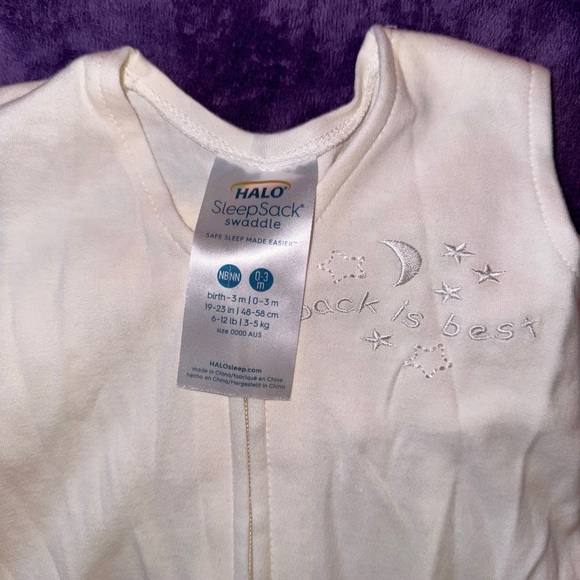 HALO®
SleepSack®
swaddle
SAFE SLEEP MADE EASIER™
NB|NN 0-3 m
birth-3 m | 0-3 m
19-23 in | 48-58 cm
6-12 lb | 3-5 kg
size 0000 AUS
HALOsleep.com
made in China/fabriqué en Chine
hecho en China/Hergestellt in China
back is best